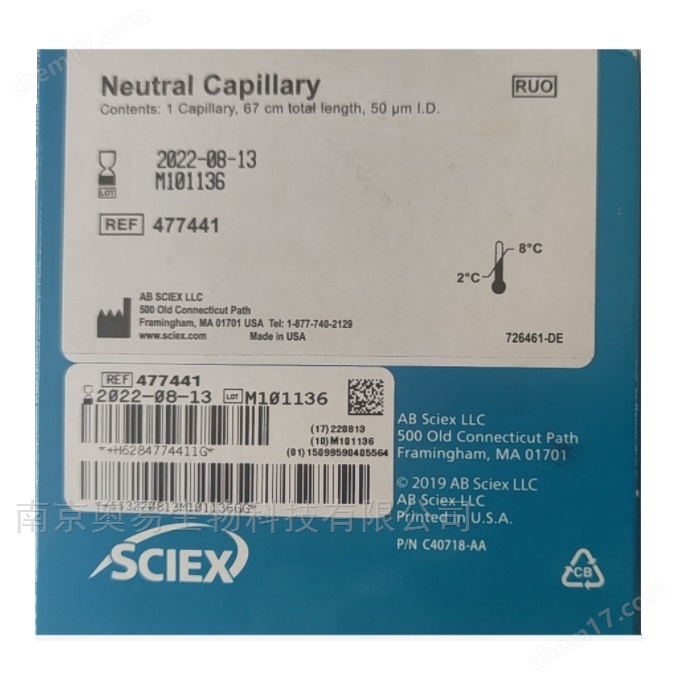 Neutral Capillary
RUO
Contents: 1 Capillary, 67 cm total length, 50 µm I.D.
2022-08-13
LOT M101136
REF 477441
8°C
2°C
AB SCIEX LLC
500 Old Connecticut Path
Framingham, MA 01701 USA Tel: 1-877-740-2129
www.sciex.com Made in USA
726461-DE
REF 477441
2022-08-13 LOT M101136
(17)220813
(10)M101136
(01)15099590405564
*+H6284774411G*
AB Sciex LLC
500 Old Connecticut Path
Framingham, MA 01701
© 2019 AB Sciex LLC
AB Sciex LLC
Printed in U.S.A.
P/N C40718-AA
南京奥易生物科技有限公司
SCIEX
CB
chem17.com
chem17.com
chem17.com